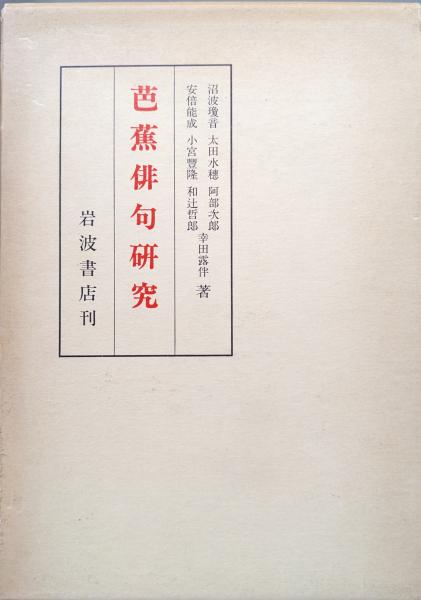 沼波瓊音 太田水穗 阿部次郎
安倍能成 小宮豐隆 和辻哲郎
幸田露伴 著
芭蕉俳句研究
岩波書店刊